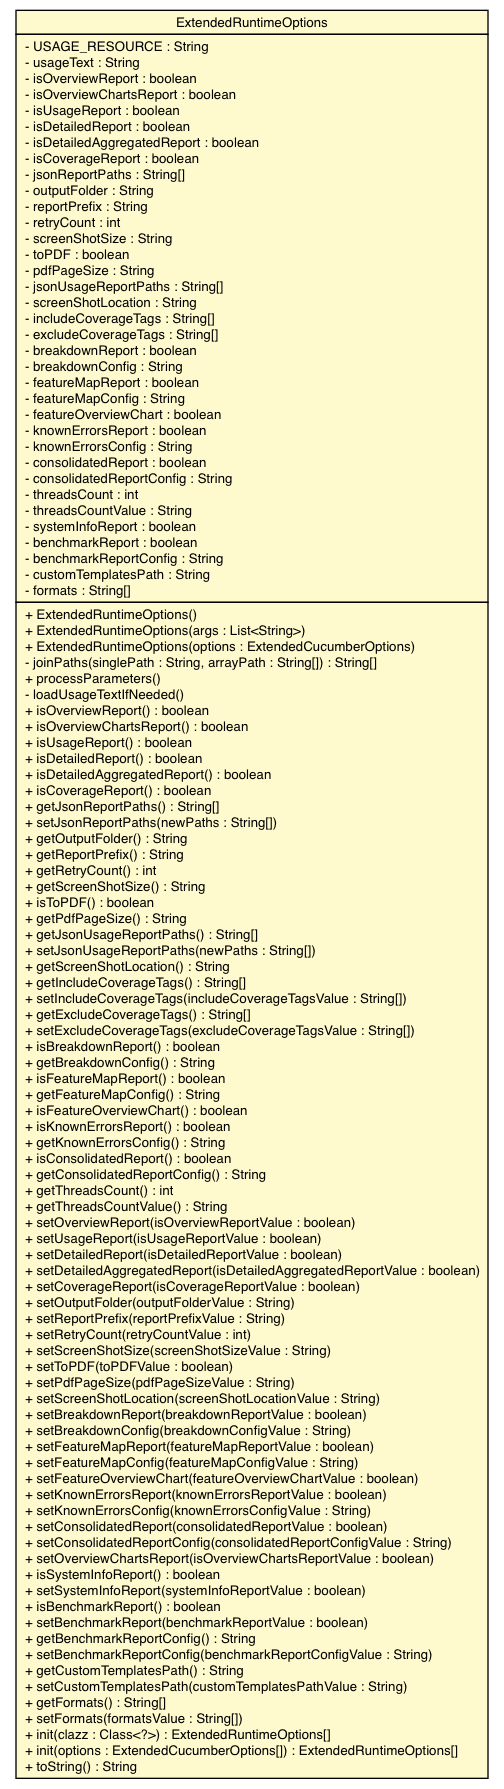 ExtendedRuntimeOptions
- USAGE_RESOURCE : String
- usageText : String
- isOverviewReport : boolean
- isOverviewChartsReport : boolean
- isUsageReport : boolean
- isDetailedReport : boolean
- isDetailedAggregatedReport : boolean
- isCoverageReport : boolean
- jsonReportPaths : String[]
- outputFolder : String
- reportPrefix : String
- retryCount : int
- screenShotSize : String
- toPDF : boolean
- pdfPageSize : String
- jsonUsageReportPaths : String[]
- screenShotLocation : String
- includeCoverageTags : String[]
- excludeCoverageTags : String[]
- breakdownReport : boolean
- breakdownConfig : String
- featureMapReport : boolean
- featureMapConfig : String
- featureOverviewChart : boolean
- knownErrorsReport : boolean
- knownErrorsConfig : String
- consolidatedReport : boolean
- consolidatedReportConfig : String
- threadsCount : int
- threadsCountValue : String
- systemInfoReport : boolean
- benchmarkReport : boolean
- benchmarkReportConfig : String
- customTemplatesPath : String
- formats : String[]
+ ExtendedRuntimeOptions()
+ ExtendedRuntimeOptions(args : List<String>)
+ ExtendedRuntimeOptions(options : ExtendedCucumberOptions)
- joinPaths(singlePath : String, arrayPath : String[]) : String[]
+ processParameters()
- loadUsageTextIfNeeded()
+ isOverviewReport() : boolean
+ isOverviewChartsReport() : boolean
+ isUsageReport() : boolean
+ isDetailedReport() : boolean
+ isDetailedAggregatedReport() : boolean
+ isCoverageReport() : boolean
+ getJsonReportPaths() : String[]
+ setJsonReportPaths(newPaths : String[])
+ getOutputFolder() : String
+ getReportPrefix() : String
+ getRetryCount() : int
+ getScreenShotSize() : String
+ isToPDF() : boolean
+ getPdfPageSize() : String
+ getJsonUsageReportPaths() : String[]
+ setJsonUsageReportPaths(newPaths : String[])
+ getScreenShotLocation() : String
+ getIncludeCoverageTags() : String[]
+ setIncludeCoverageTags(includeCoverageTagsValue : String[])
+ getExcludeCoverageTags() : String[]
+ setExcludeCoverageTags(excludeCoverageTagsValue : String[])
+ isBreakdownReport() : boolean
+ getBreakdownConfig() : String
+ isFeatureMapReport() : boolean
+ getFeatureMapConfig() : String
+ isFeatureOverviewChart() : boolean
+ isKnownErrorsReport() : boolean
+ getKnownErrorsConfig() : String
+ isConsolidatedReport() : boolean
+ getConsolidatedReportConfig() : String
+ getThreadsCount() : int
+ getThreadsCountValue() : String
+ setOverviewReport(isOverviewReportValue : boolean)
+ setUsageReport(isUsageReportValue : boolean)
+ setDetailedReport(isDetailedReportValue : boolean)
+ setDetailedAggregatedReport(isDetailedAggregatedReportValue : boolean)
+ setCoverageReport(isCoverageReportValue : boolean)
+ setOutputFolder(outputFolderValue : String)
+ setReportPrefix(reportPrefixValue : String)
+ setRetryCount(retryCountValue : int)
+ setScreenShotSize(screenShotSizeValue : String)
+ setToPDF(toPDFValue : boolean)
+ setPdfPageSize(pdfPageSizeValue : String)
+ setScreenShotLocation(screenShotLocationValue : String)
+ setBreakdownReport(breakdownReportValue : boolean)
+ setBreakdownConfig(breakdownConfigValue : String)
+ setFeatureMapReport(featureMapReportValue : boolean)
+ setFeatureMapConfig(featureMapConfigValue : String)
+ setFeatureOverviewChart(featureOverviewChartValue : boolean)
+ setKnownErrorsReport(knownErrorsReportValue : boolean)
+ setKnownErrorsConfig(knownErrorsConfigValue : String)
+ setConsolidatedReport(consolidatedReportValue : boolean)
+ setConsolidatedReportConfig(consolidatedReportConfigValue : String)
+ setOverviewChartsReport(isOverviewChartsReportValue : boolean)
+ isSystemInfoReport() : boolean
+ setSystemInfoReport(systemInfoReportValue : boolean)
+ isBenchmarkReport() : boolean
+ setBenchmarkReport(benchmarkReportValue : boolean)
+ getBenchmarkReportConfig() : String
+ setBenchmarkReportConfig(benchmarkReportConfigValue : String)
+ getCustomTemplatesPath() : String
+ setCustomTemplatesPath(customTemplatesPathValue : String)
+ getFormats() : String[]
+ setFormats(formatsValue : String[])
+ init(clazz : Class<?>) : ExtendedRuntimeOptions[]
+ init(options : ExtendedCucumberOptions[]) : ExtendedRuntimeOptions[]
+ toString() : String